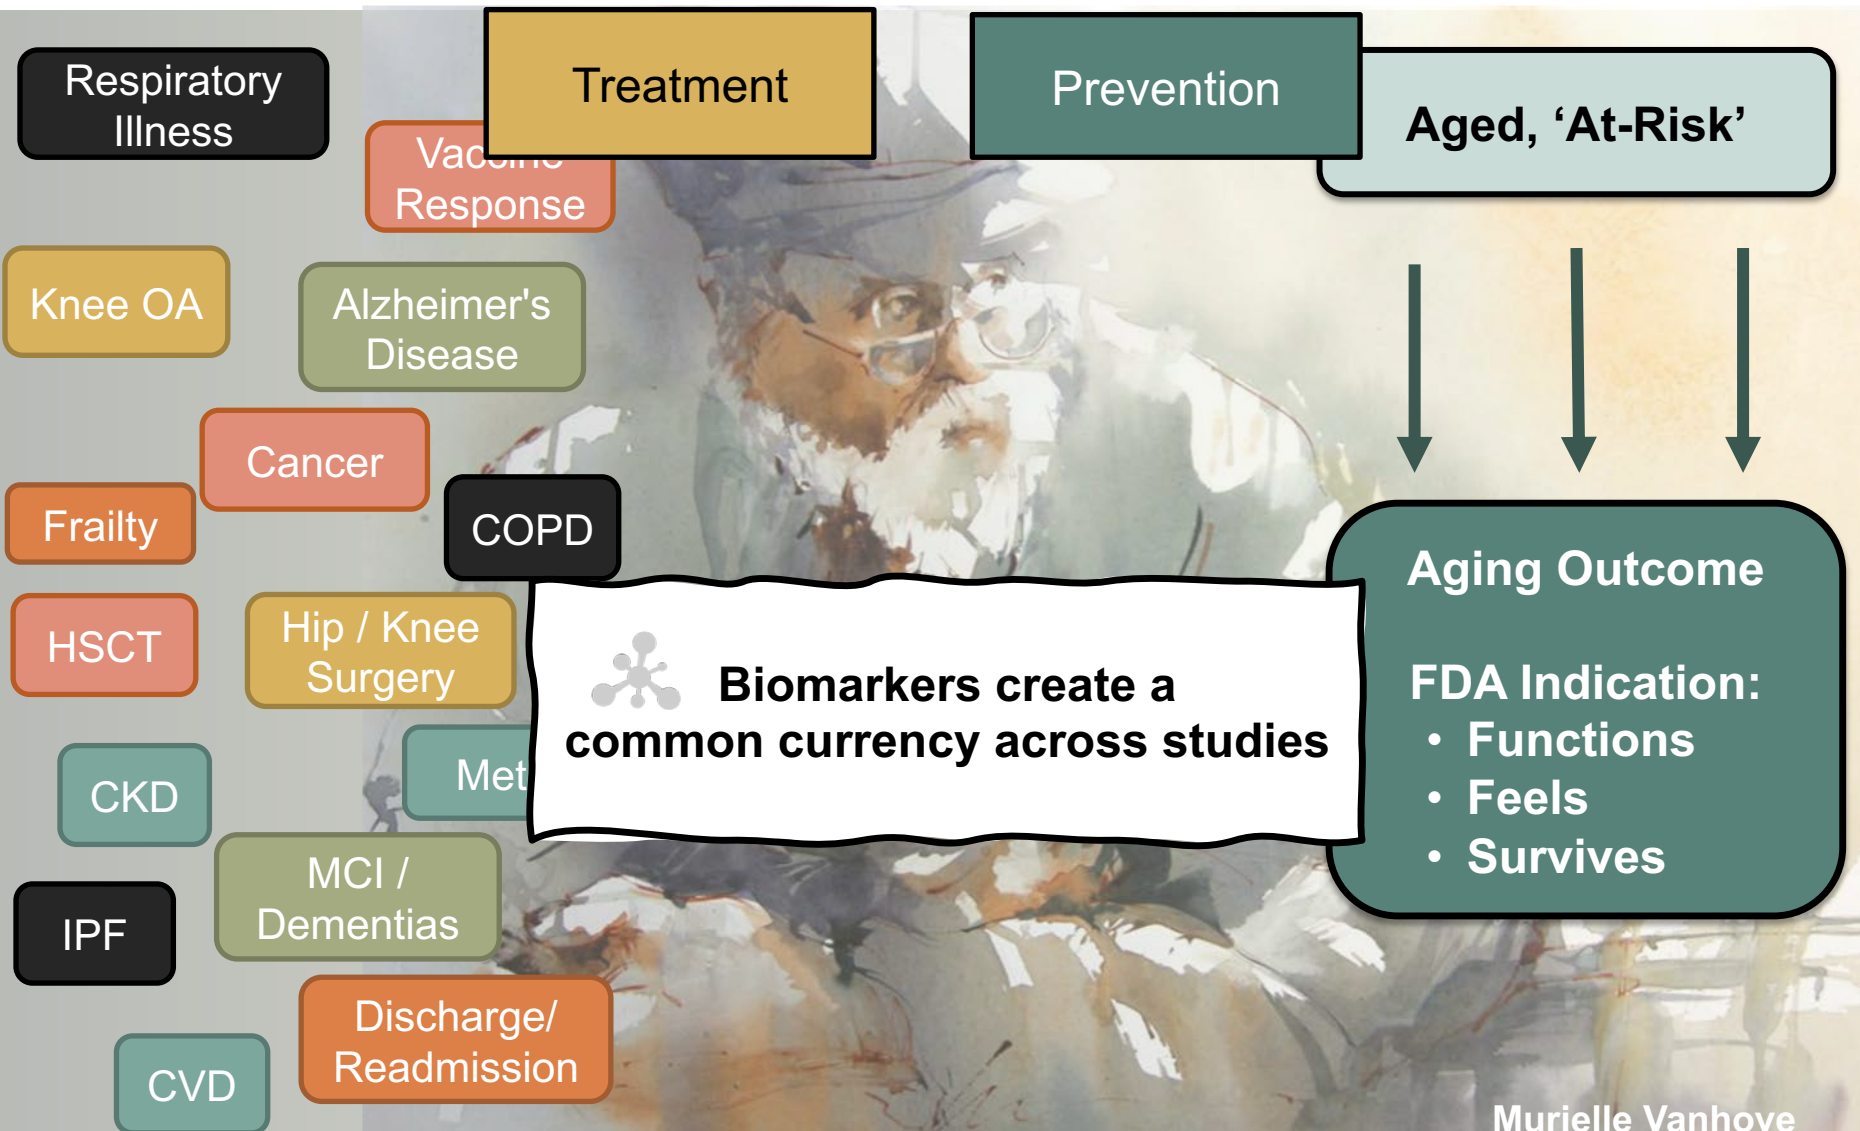 Respiratory
Illness
Treatment
Prevention
Aged, ‘At-Risk’
Vaccine
Response
Knee OA
Alzheimer's
Disease
Cancer
Frailty
COPD
HSCT
Hip / Knee
Surgery
Biomarkers create a
common currency across studies
Aging Outcome
FDA Indication:
• Functions
• Feels
• Survives
CKD
Met
MCI /
Dementias
IPF
Discharge/
Readmission
CVD
Murielle Vanhove